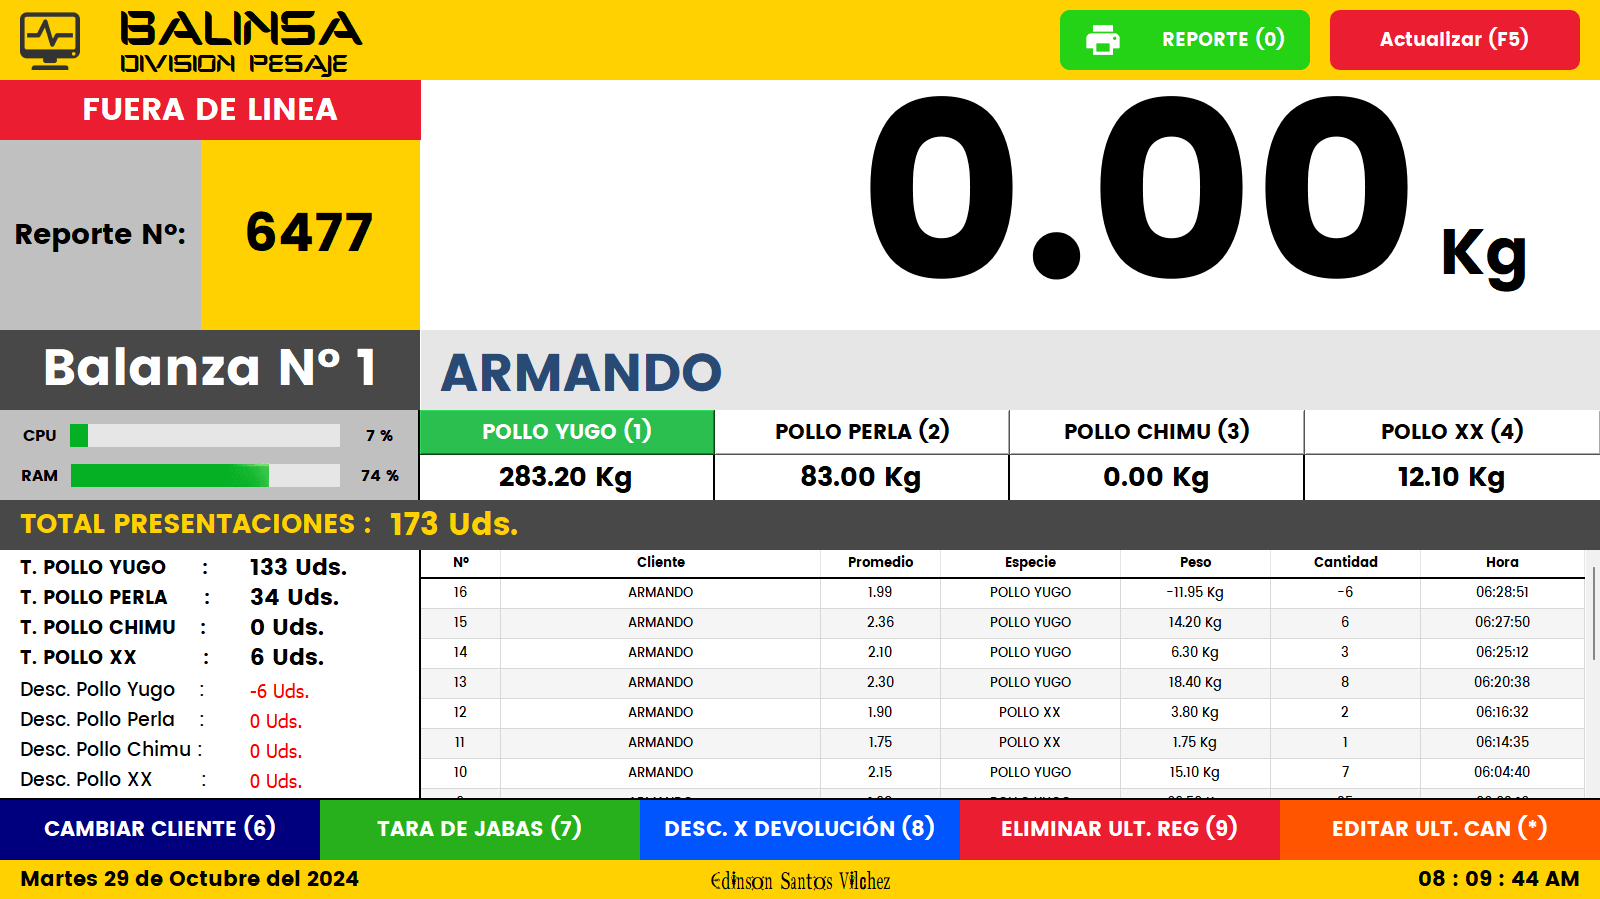 BALINSA
DIVISION PESAJE
REPORTE (0)
Actualizar (F5)
FUERA DE LINEA
Reporte Nº:
6477
0.00 Kg
Balanza Nº 1
ARMANDO
CPU 7 %
RAM 74 %
POLLO YUGO (1) POLLO PERLA (2) POLLO CHIMU (3) POLLO XX (4)
283.20 Kg 83.00 Kg 0.00 Kg 12.10 Kg
TOTAL PRESENTACIONES : 173 Uds.
T. POLLO YUGO : 133 Uds.
T. POLLO PERLA : 34 Uds.
T. POLLO CHIMU : 0 Uds.
T. POLLO XX : 6 Uds.
Desc. Pollo Yugo : -6 Uds.
Desc. Pollo Perla : 0 Uds.
Desc. Pollo Chimu : 0 Uds.
Desc. Pollo XX : 0 Uds.
Nº Cliente Promedio Especie Peso Cantidad Hora
16 ARMANDO 1.99 POLLO YUGO -11.95 Kg -6 06:28:51
15 ARMANDO 2.36 POLLO YUGO 14.20 Kg 6 06:27:50
14 ARMANDO 2.10 POLLO YUGO 6.30 Kg 3 06:25:12
13 ARMANDO 2.30 POLLO YUGO 18.40 Kg 8 06:20:38
12 ARMANDO 1.90 POLLO XX 3.80 Kg 2 06:16:32
11 ARMANDO 1.75 POLLO XX 1.75 Kg 1 06:14:35
10 ARMANDO 2.15 POLLO YUGO 15.10 Kg 7 06:04:40
CAMBIAR CLIENTE (6) TARA DE JABAS (7) DESC. X DEVOLUCIÓN (8) ELIMINAR ULT. REG (9) EDITAR ULT. CAN (*)
Martes 29 de Octubre del 2024
Edinson Santos Vilchez
08 : 09 : 44 AM